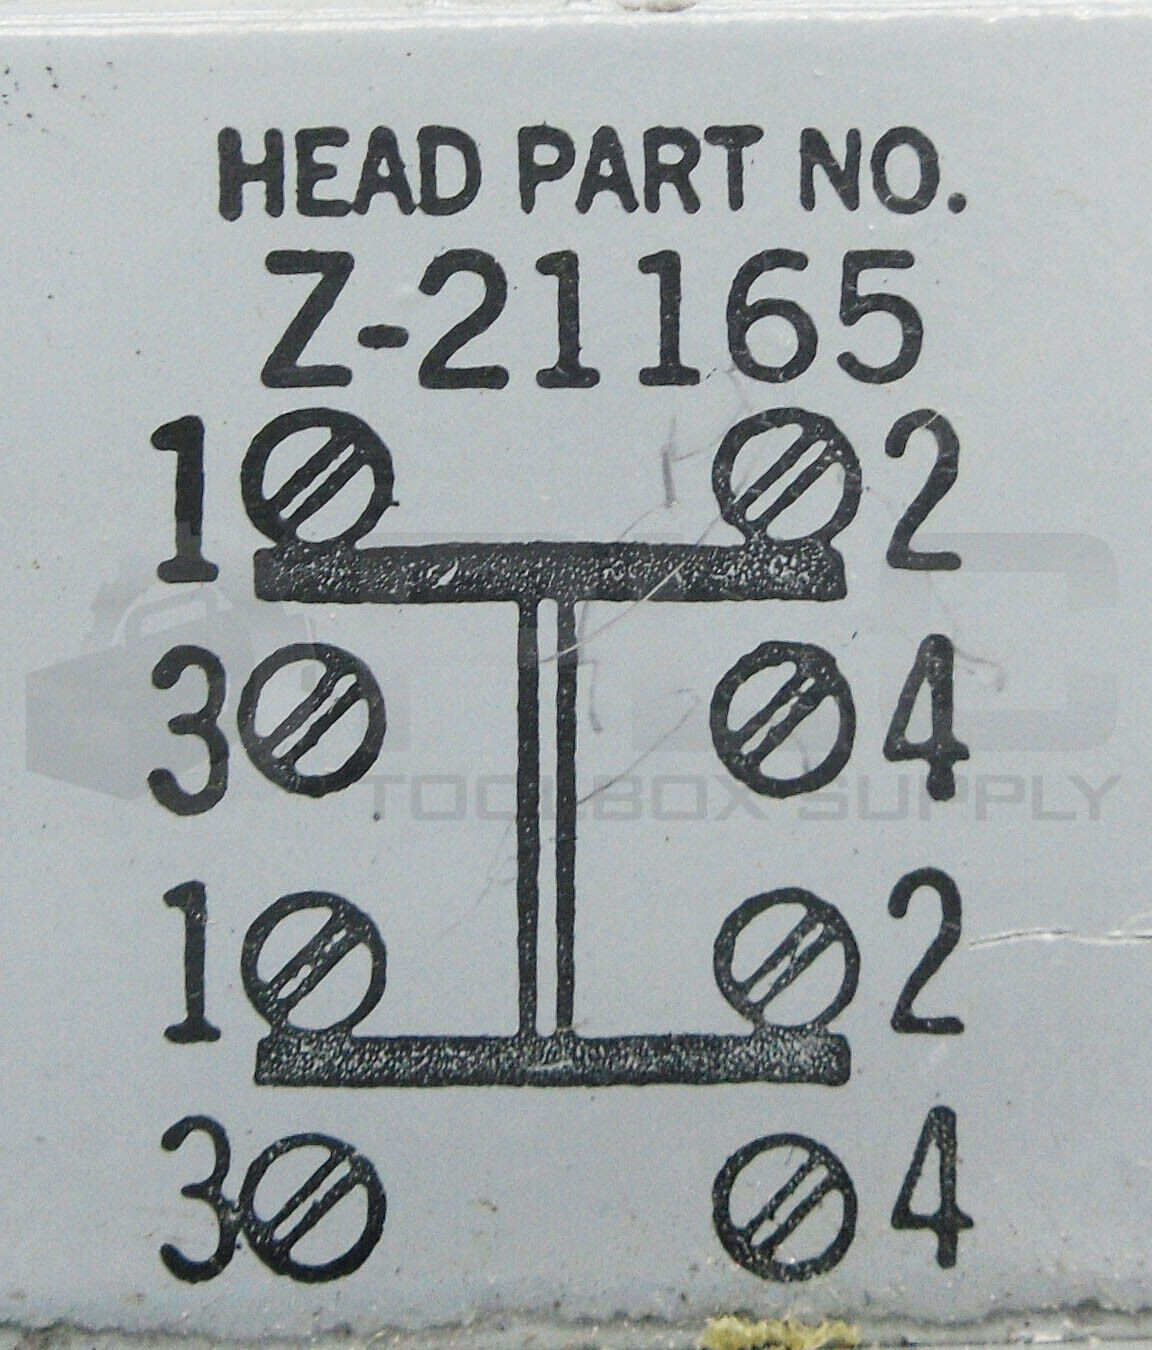 HEAD PART NO.
Z-21165
1 2
3 4
TOOLBOX SUPPLY
1 2
3 4